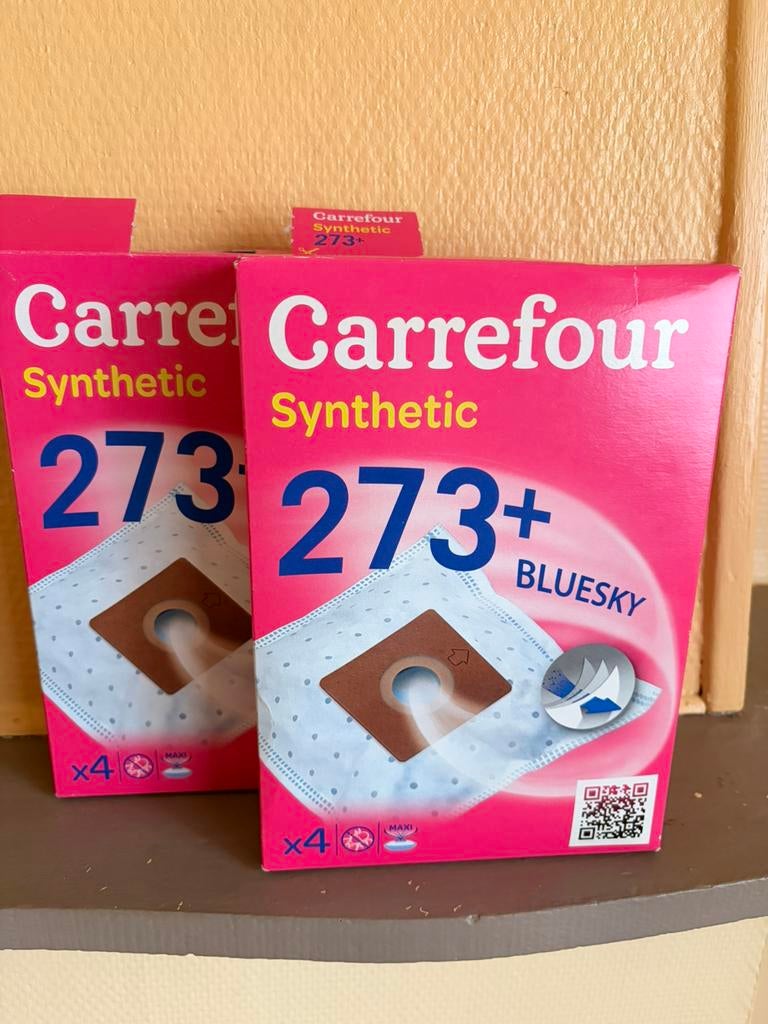 Carrefour
Synthetic
273+
Carref
Synthetic
273+
x4
MAXI
Carrefour
Synthetic
273+
BLUESKY
x4
MAXI